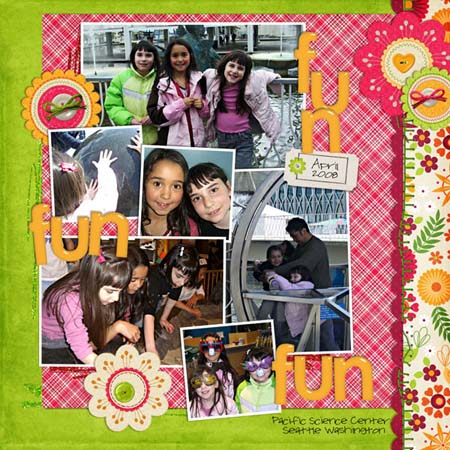 fun
April
2008
fun
fun
Pacific Science Center
Seattle Washington